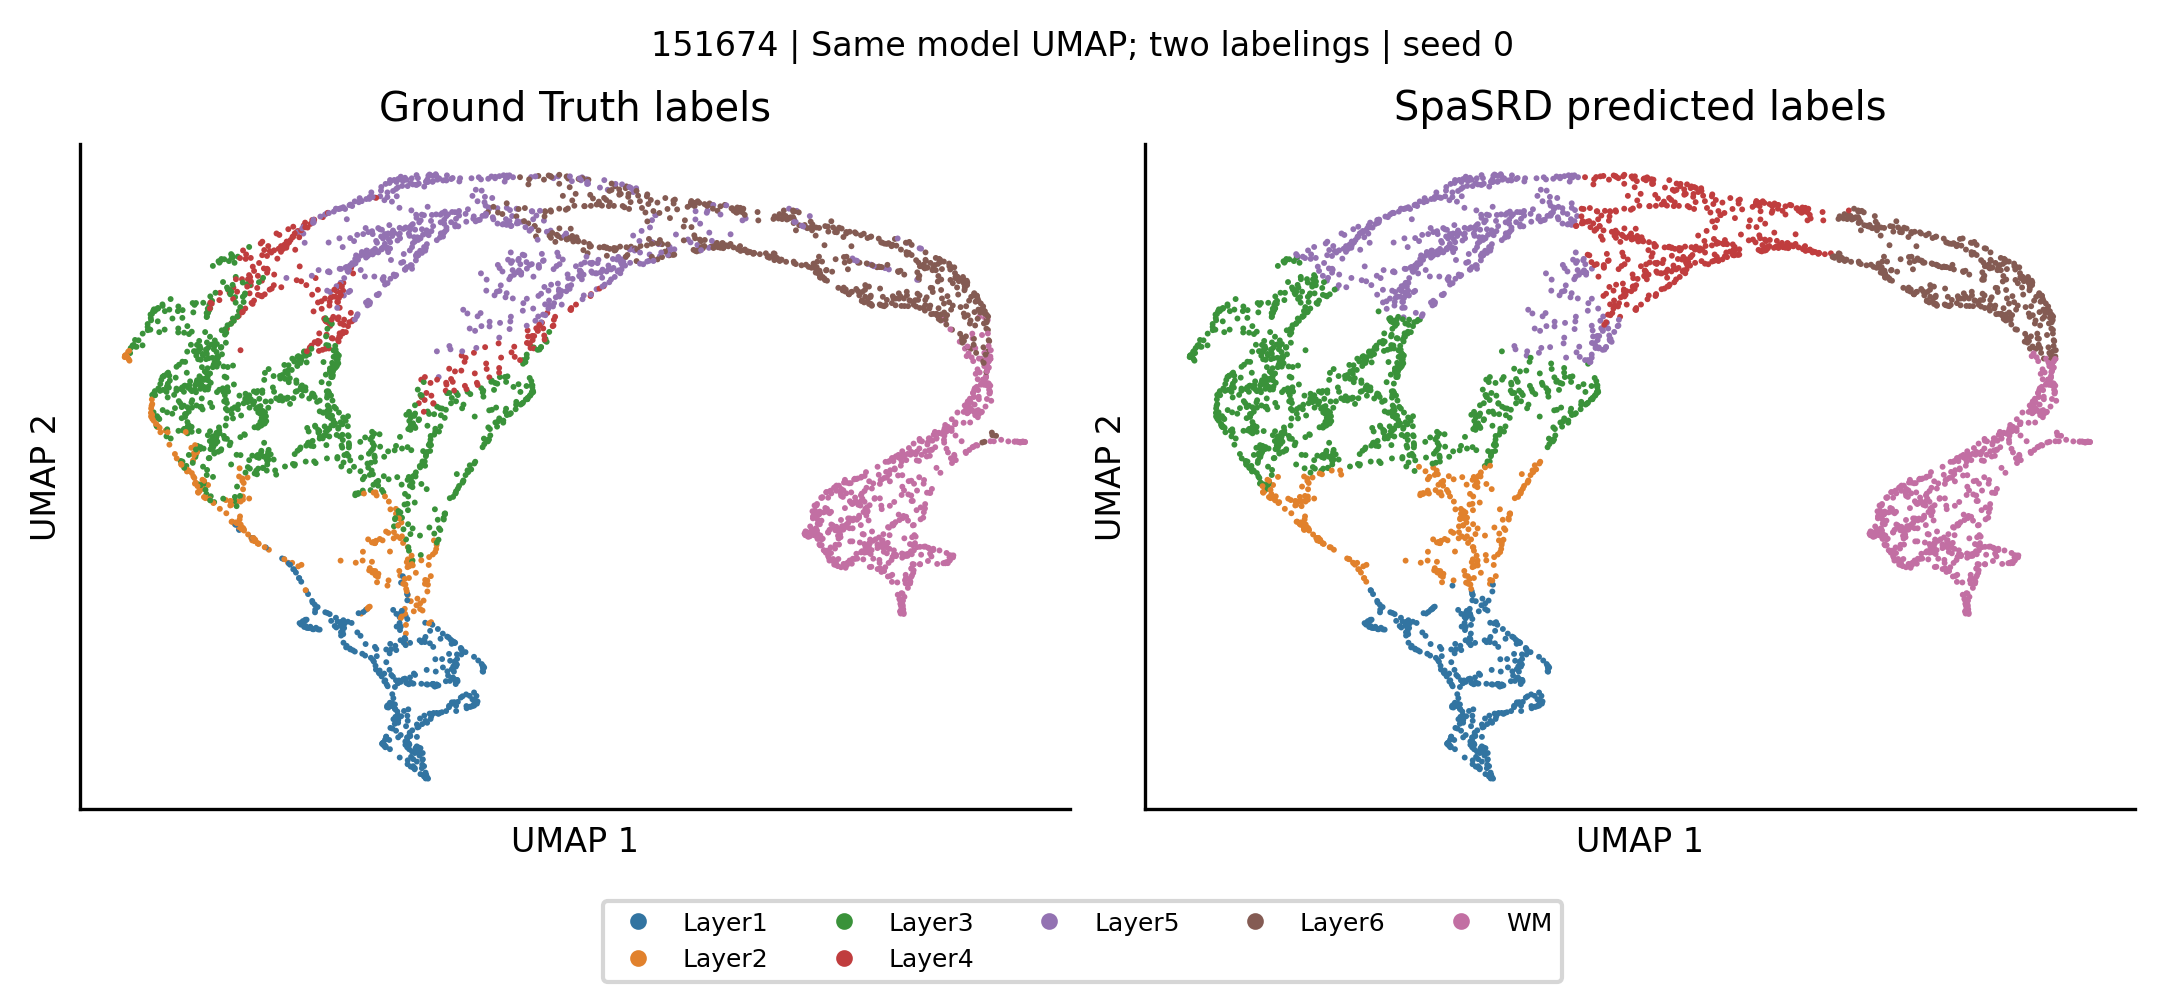 151674 | Same model UMAP; two labelings | seed 0
Ground Truth labels
SpaSRD predicted labels
UMAP 2
UMAP 1
UMAP 2
UMAP 1
Layer1
Layer3
Layer5
Layer6
WM
Layer2
Layer4